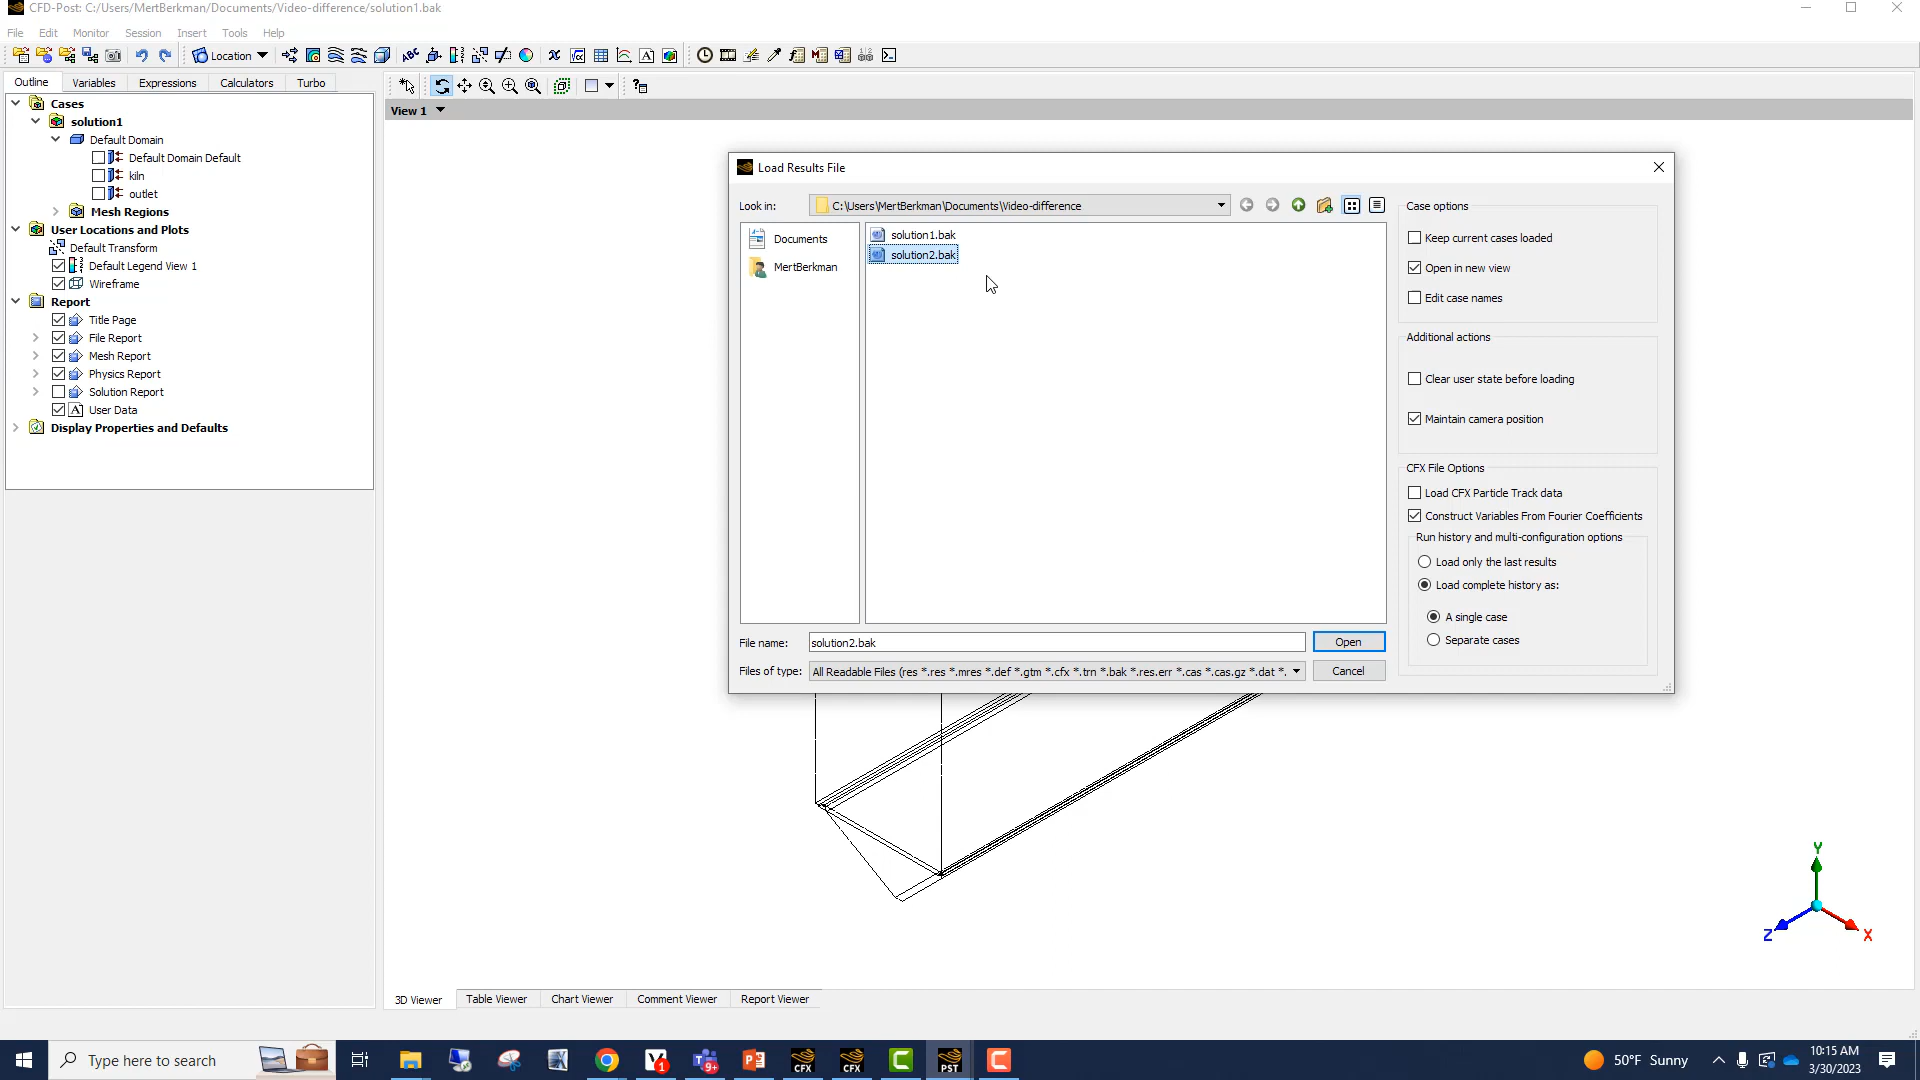 CFD-Post: C:/Users/MertBerkman/Documents/Video-difference/solution1.bak
File Edit Monitor Session Insert Tools Help
Location
Outline Variables Expressions Calculators Turbo
View 1
Cases
solution1
Default Domain
Default Domain Default
kiln
outlet
Mesh Regions
User Locations and Plots
Default Transform
Default Legend View 1
Wireframe
Report
Title Page
File Report
Mesh Report
Physics Report
Solution Report
User Data
Display Properties and Defaults
Load Results File
Look in: C:\Users\MertBerkman\Documents\Video-difference
Documents
MertBerkman
solution1.bak
solution2.bak
Case options
Keep current cases loaded
Open in new view
Edit case names
Additional actions
Clear user state before loading
Maintain camera position
CFX File Options
Load CFX Particle Track data
Construct Variables From Fourier Coefficients
Run history and multi-configuration options
Load only the last results
Load complete history as:
A single case
Separate cases
File name: solution2.bak Open
Files of type: All Readable Files (res *.res *.mres *.def *.gtm *.cfx *.trn *.bak *.res.err *.cas *.cas.gz *.dat *. Cancel
Y
Z X
3D Viewer Table Viewer Chart Viewer Comment Viewer Report Viewer
Type here to search
1
9+
CFX
CFX
PST
50°F Sunny
10:15 AM
3/30/2023